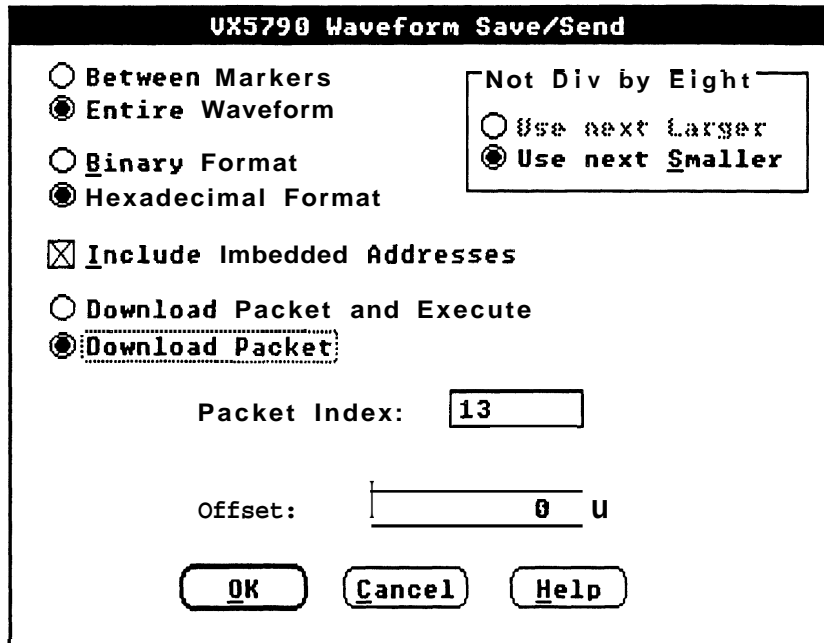 VX5790 Waveform Save/Send
Between Markers
Entire Waveform
Not Div by Eight
Use next Larger
Use next Smaller
Binary Format
Hexadecimal Format
Include Imbedded Addresses
Download Packet and Execute
Download Packet
Packet Index: 13
Offset: 0 U
OK Cancel Help